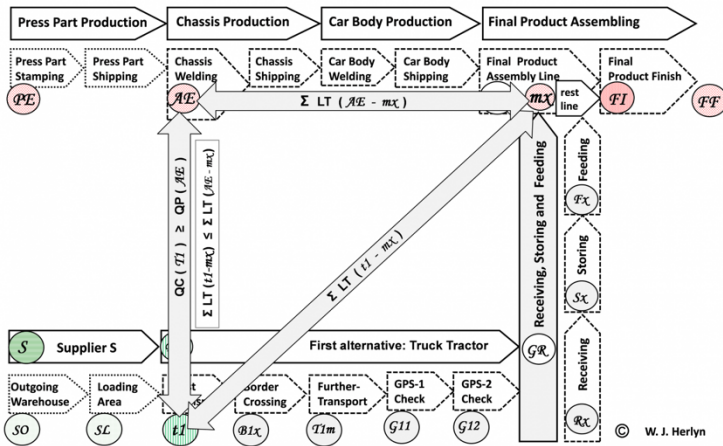 Press Part Production
Chassis Production
Car Body Production
Final Product Assembling
Press Part
Stamping
Press Part
Shipping
Chassis
Welding
Chassis
Shipping
Car Body
Welding
Car Body
Shipping
Final Product
Assembly Line
rest
line
Final
Product Finish
PE
AE
Σ LT ( AE - mx )
mx
FI
FF
QC ( T1 ) ≥ QP ( AE )
Σ LT (t1-mx) ≤ Σ LT (AE - mx)
Σ LT ( t1 - mx )
Receiving, Storing and Feeding
Feeding
Fx
Storing
Sx
Receiving
Rx
S
Supplier S
First alternative: Truck Tractor
GR
Outgoing
Warehouse
Loading
Area
Border
Crossing
Further-
Transport
GPS-1
Check
GPS-2
Check
SO
SL
t1
B1x
T1m
G11
G12
© W. J. Herlyn